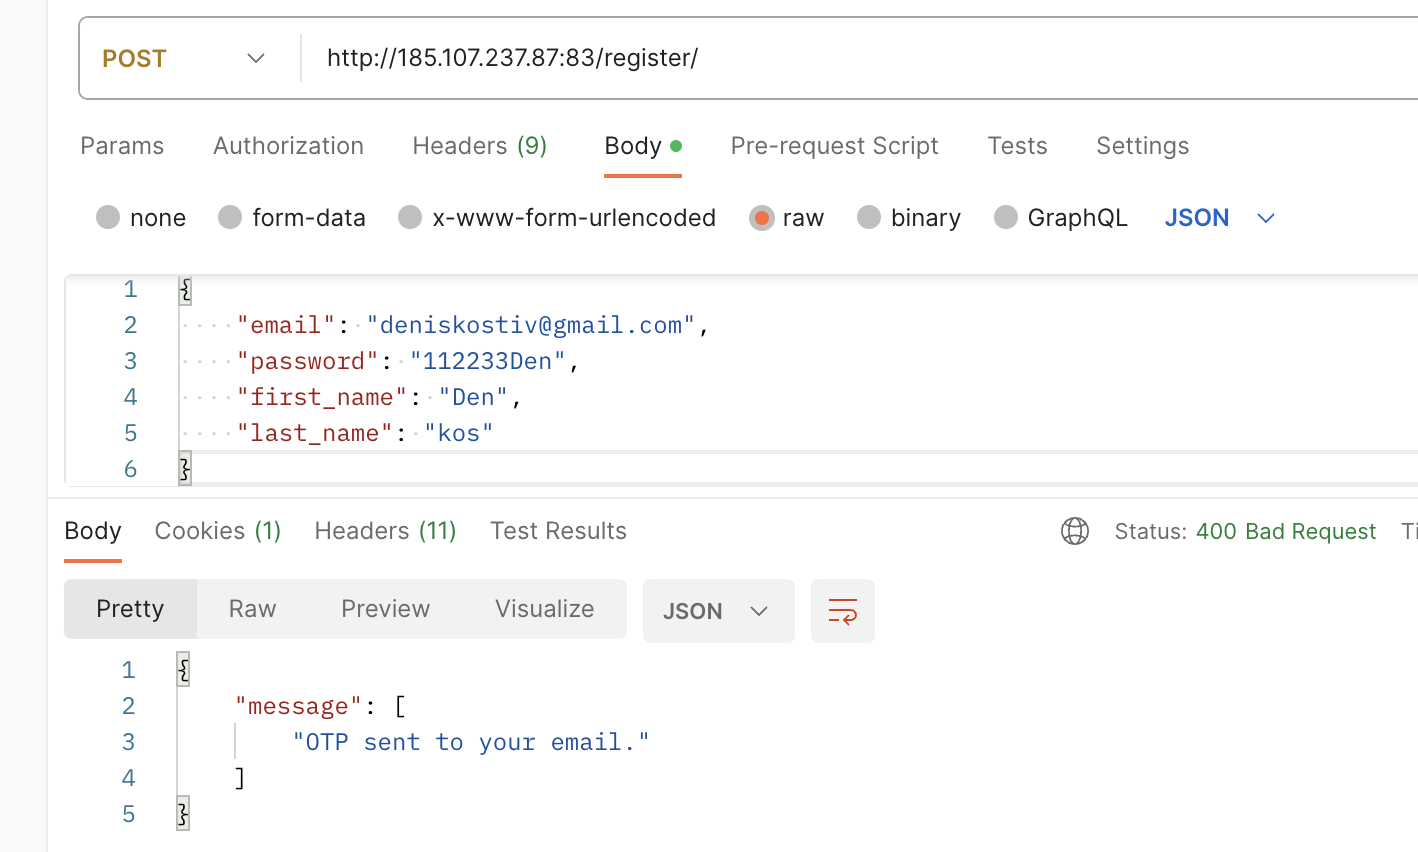 POST http://185.107.237.87:83/register/
Params Authorization Headers (9) Body Pre-request Script Tests Settings
none form-data x-www-form-urlencoded raw binary GraphQL JSON
1 {
2 "email": "deniskostiv@gmail.com",
3 "password": "112233Den",
4 "first_name": "Den",
5 "last_name": "kos"
6 }
Body Cookies (1) Headers (11) Test Results Status: 400 Bad Request
Pretty Raw Preview Visualize JSON
1 {
2 "message": [
3 "OTP sent to your email."
4 ]
5 }